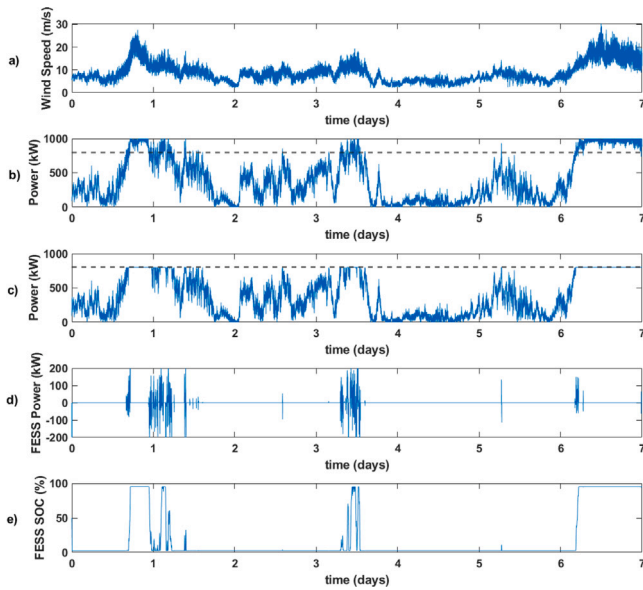 a)
Wind Speed (m/s)
30
20
10
0
0 1 2 3 4 5 6 7
time (days)
b)
Power (kW)
1000
500
0
0 1 2 3 4 5 6 7
time (days)
c)
Power (kW)
1000
500
0
0 1 2 3 4 5 6 7
time (days)
d)
FESS Power (kW)
200
100
0
-100
-200
0 1 2 3 4 5 6 7
time (days)
e)
FESS SOC (%)
100
50
0
0 1 2 3 4 5 6 7
time (days)